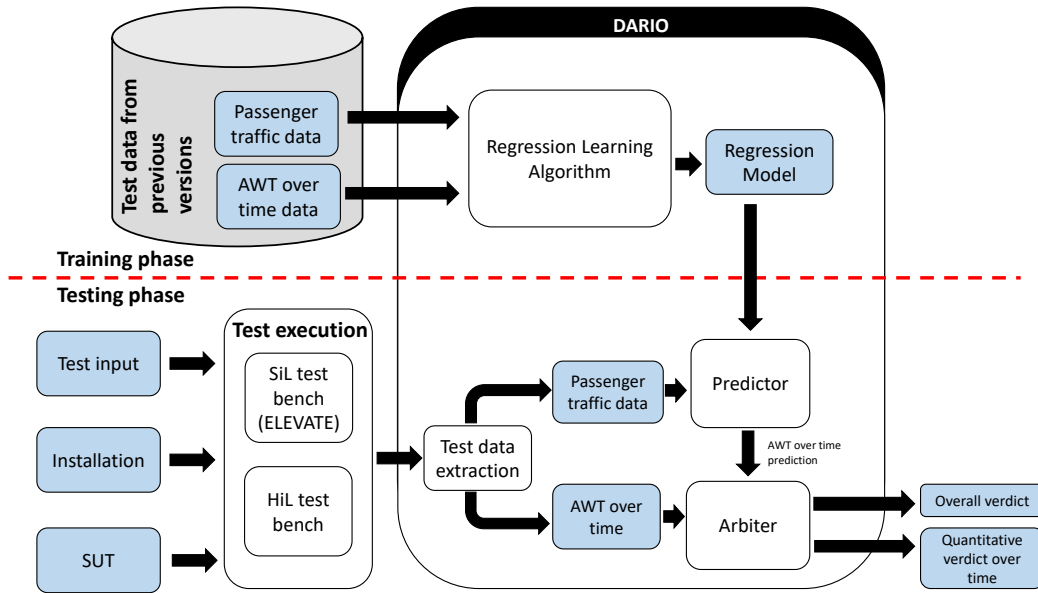 DARIO
Test data from
previous
versions
Passenger
traffic data
AWT over
time data
Regression Learning
Algorithm
Regression
Model
Training phase
Testing phase
Test input
Installation
SUT
Test execution
SiL test
bench
(ELEVATE)
HiL test
bench
Test data
extraction
Passenger
traffic data
AWT over
time
Predictor
AWT over time
prediction
Arbiter
Overall verdict
Quantitative
verdict over
time